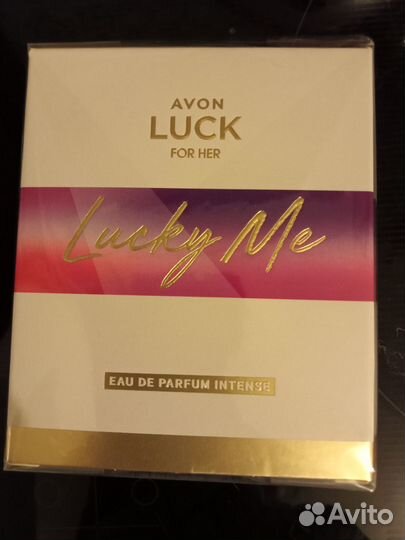 AVON
LUCK
FOR HER
Lucky Me
EAU DE PARFUM INTENSE
Avito